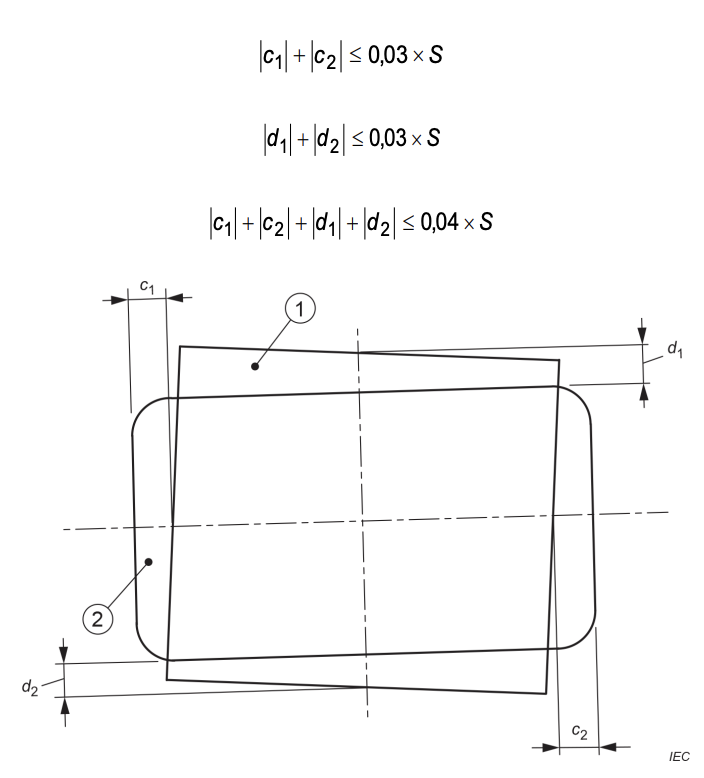 |c₁| + |c₂| ≤ 0,03 × S
|d₁| + |d₂| ≤ 0,03 × S
|c₁| + |c₂| + |d₁| + |d₂| ≤ 0,04 × S
c₁
1
d₁
2
d₂
c₂
IEC